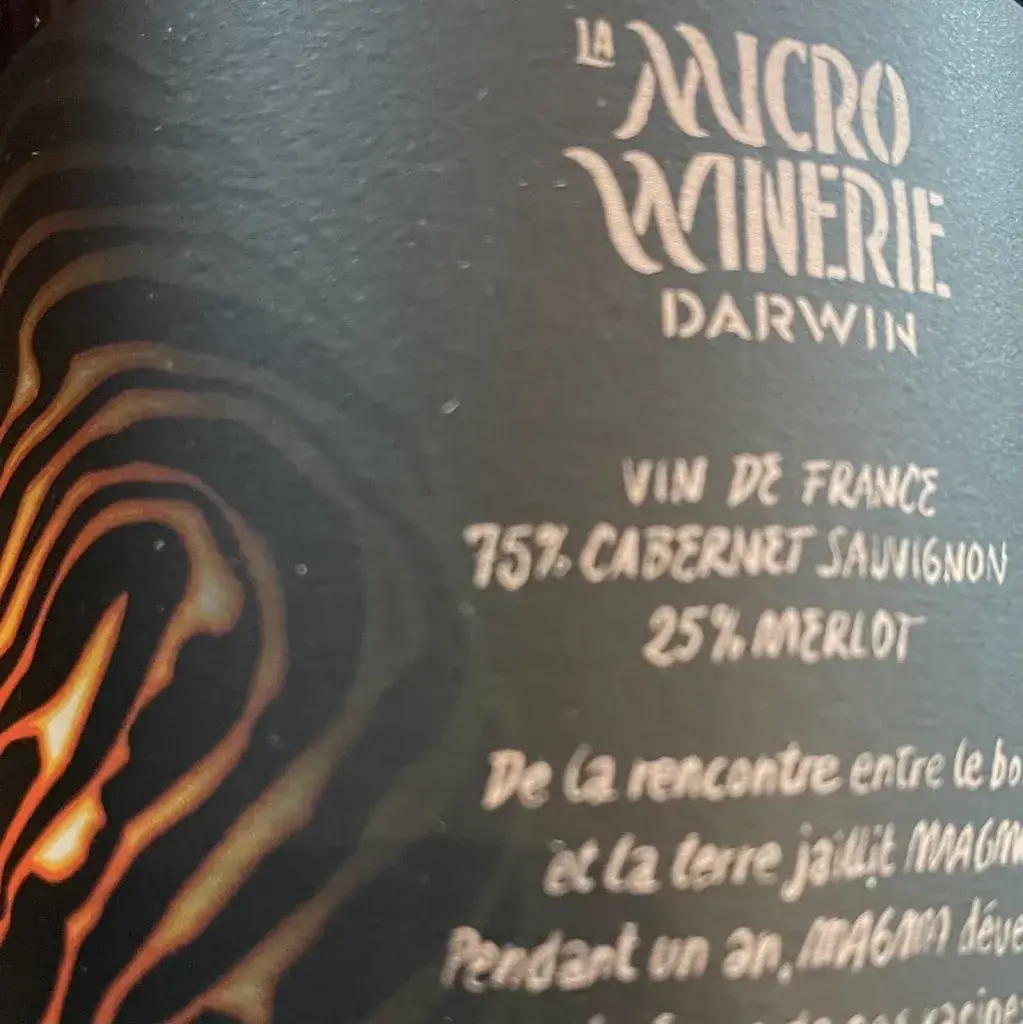 LA MICRO
WINERIE
DARWIN
VIN DE FRANCE
75% CABERNET SAUVIGNON
25% MERLOT
De la rencontre entre le
et la terre jaillit
Pendant un an, MAGMA